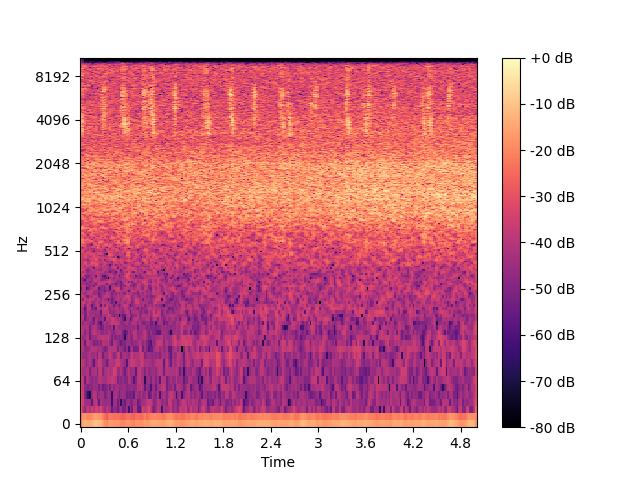 8192
4096
2048
1024
512
256
128
64
0
Hz
0 0.6 1.2 1.8 2.4 3 3.6 4.2 4.8
Time
+0 dB
-10 dB
-20 dB
-30 dB
-40 dB
-50 dB
-60 dB
-70 dB
-80 dB